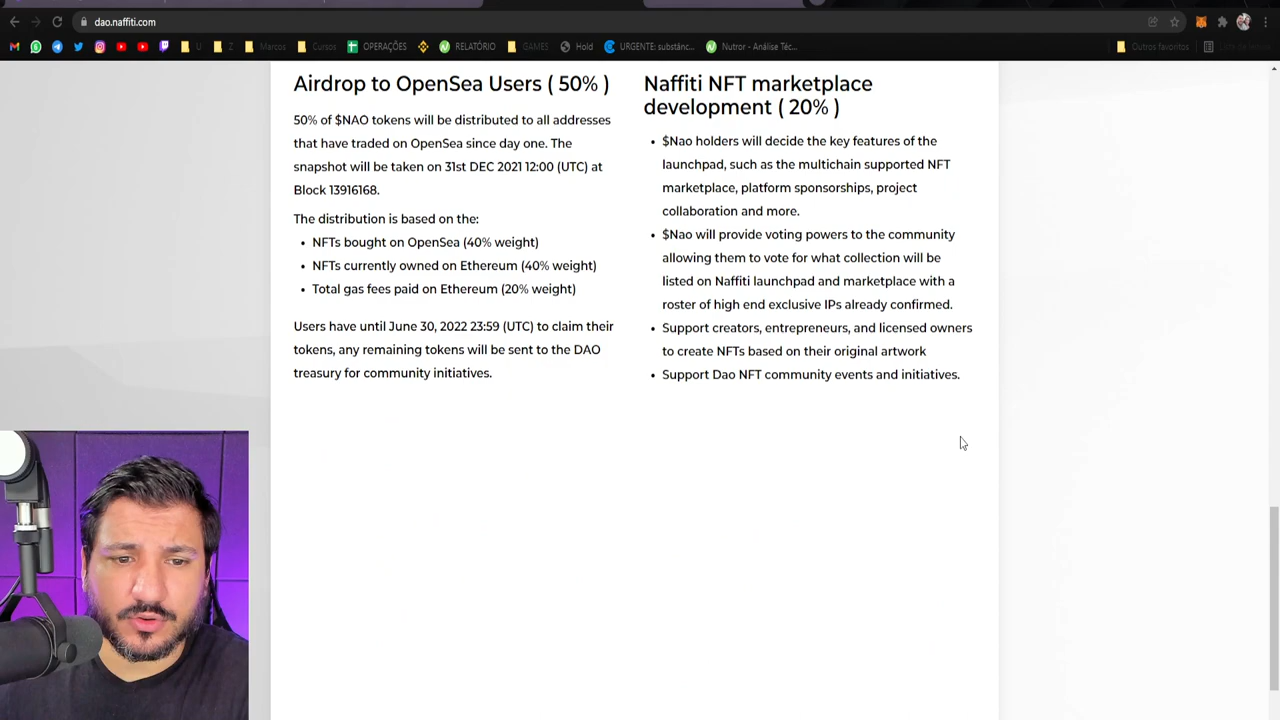 dao.naffiti.com
U
Z
Marcos
Cursos
OPERAÇÕES
RELATÓRIO
GAMES
Hold
URGENTE: substânc...
Nutror - Análise Téc...
Outros favoritos
Airdrop to OpenSea Users ( 50% )
50% of $NAO tokens will be distributed to all addresses
that have traded on OpenSea since day one. The
snapshot will be taken on 31st DEC 2021 12:00 (UTC) at
Block 13916168.
The distribution is based on the:
• NFTs bought on OpenSea (40% weight)
• NFTs currently owned on Ethereum (40% weight)
• Total gas fees paid on Ethereum (20% weight)
Users have until June 30, 2022 23:59 (UTC) to claim their
tokens, any remaining tokens will be sent to the DAO
treasury for community initiatives.
Naffiti NFT marketplace
development ( 20% )
• $Nao holders will decide the key features of the
launchpad, such as the multichain supported NFT
marketplace, platform sponsorships, project
collaboration and more.
• $Nao will provide voting powers to the community
allowing them to vote for what collection will be
listed on Naffiti launchpad and marketplace with a
roster of high end exclusive IPs already confirmed.
• Support creators, entrepreneurs, and licensed owners
to create NFTs based on their original artwork
• Support Dao NFT community events and initiatives.